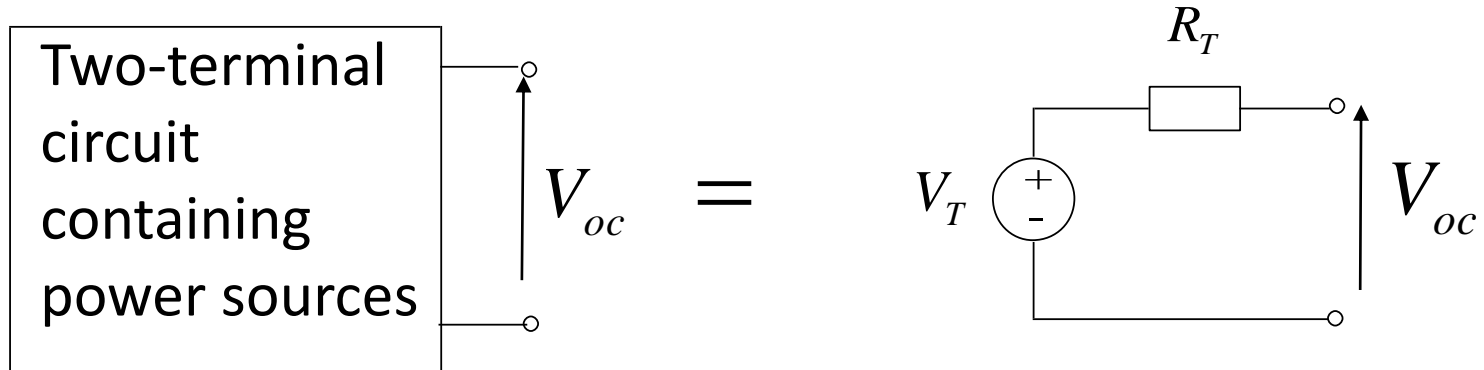 Two-terminal
circuit
containing
power sources
V_oc
=
R_T
V_T
+
-
V_oc